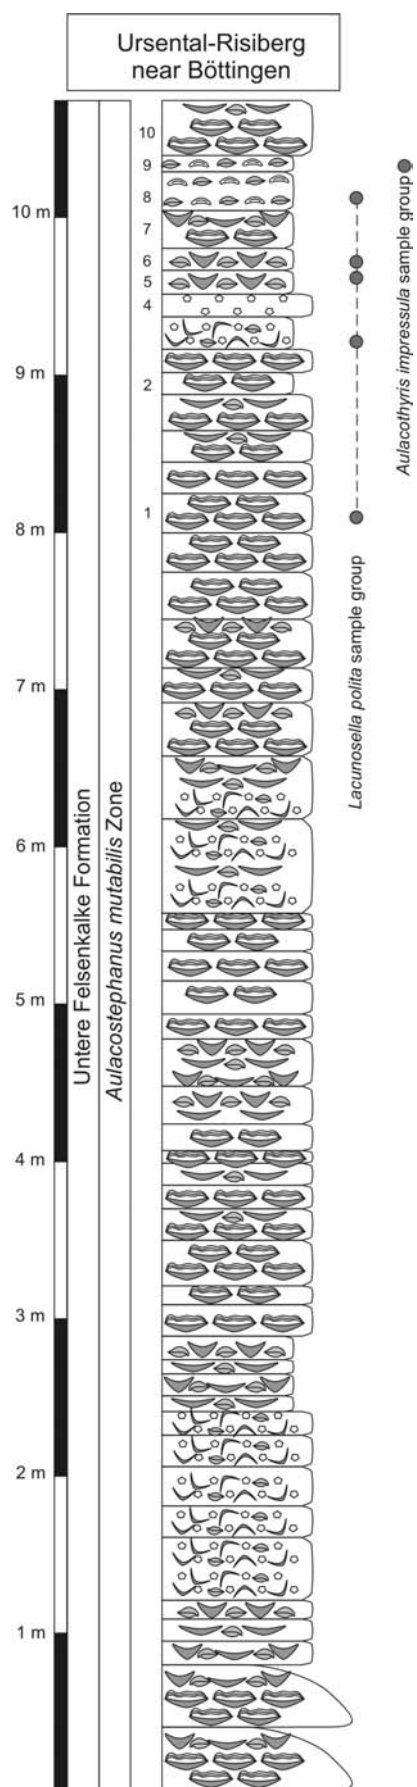 Ursental-Risiberg
near Böttingen
10
9
8
10 m
7
6
5
4
9 m
2
1
8 m
7 m
6 m
5 m
4 m
3 m
2 m
1 m
Untere Felsenkalke Formation
Aulacostephanus mutabilis Zone
Lacunosella polita sample group
Aulacothyris impressula sample group